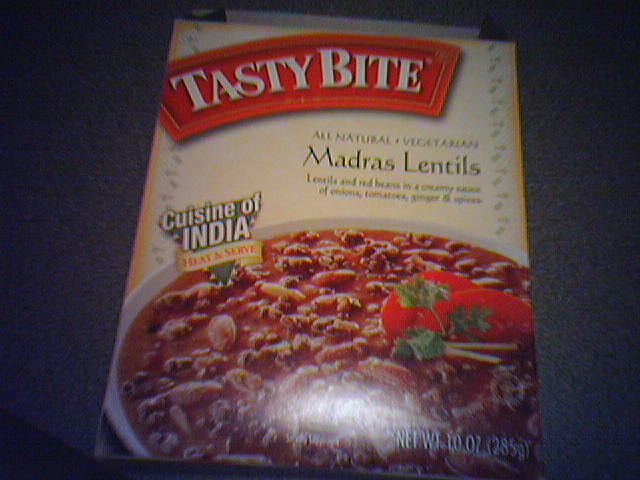 TASTY BITE®
ALL NATURAL • VEGETARIAN
Madras Lentils
Lentils and red beans in a creamy sauce
of onions, tomatoes, ginger & spices
Cuisine of
INDIA
HEAT & SERVE
NET WT. 10 OZ (285g)